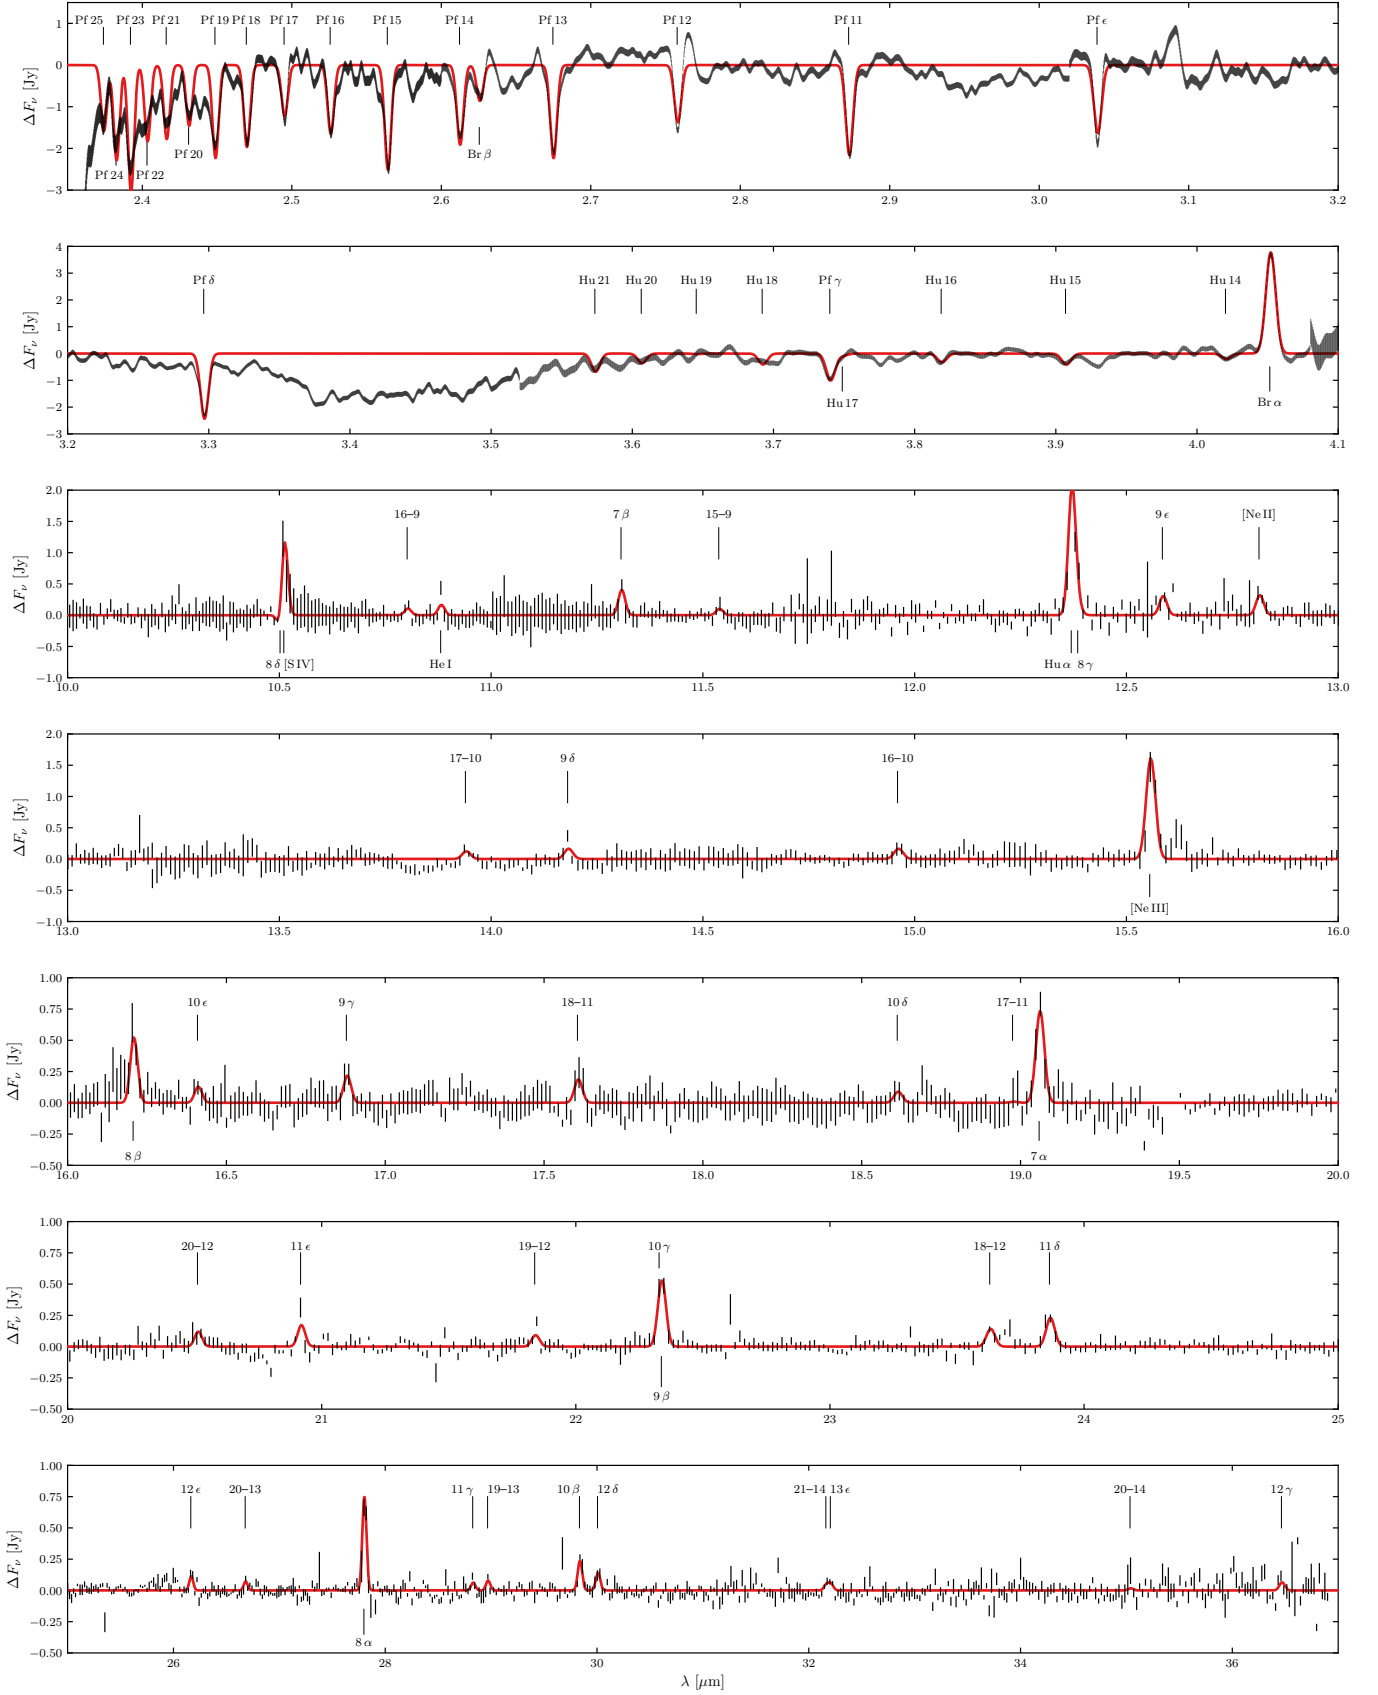 Pf 25 Pf 23 Pf 21 Pf 19 Pf 18 Pf 17 Pf 16 Pf 15 Pf 14 Pf 13 Pf 12 Pf 11 Pf ϵ
1
0
−1
−2
−3
ΔFν [Jy]
Pf 24 Pf 22 Pf 20 Br β
2.4 2.5 2.6 2.7 2.8 2.9 3.0 3.1 3.2
4
3
2
1
0
−1
−2
−3
ΔFν [Jy]
Pf δ Hu 21 Hu 20 Hu 19 Hu 18 Pf γ Hu 16 Hu 15 Hu 14
Hu 17 Br α
3.2 3.3 3.4 3.5 3.6 3.7 3.8 3.9 4.0 4.1
2.0
1.5
1.0
0.5
0.0
−0.5
−1.0
ΔFν [Jy]
16–9 7 β 15–9 9 ϵ [Ne II]
8 δ [S IV] He I Hu α 8 γ
10.0 10.5 11.0 11.5 12.0 12.5 13.0
2.0
1.5
1.0
0.5
0.0
−0.5
−1.0
ΔFν [Jy]
17–10 9 δ 16–10
[Ne III]
13.0 13.5 14.0 14.5 15.0 15.5 16.0
1.00
0.75
0.50
0.25
0.00
−0.25
−0.50
ΔFν [Jy]
10 ϵ 9 γ 18–11 10 δ 17–11
8 β 7 α
16.0 16.5 17.0 17.5 18.0 18.5 19.0 19.5 20.0
1.00
0.75
0.50
0.25
0.00
−0.25
−0.50
ΔFν [Jy]
20–12 11 ϵ 19–12 10 γ 18–12 11 δ
9 β
20 21 22 23 24 25
1.00
0.75
0.50
0.25
0.00
−0.25
−0.50
ΔFν [Jy]
12 ϵ 20–13 11 γ 19–13 10 β 12 δ 21–14 13 ϵ 20–14 12 γ
8 α
26 28 30 32 34 36
λ [μm]